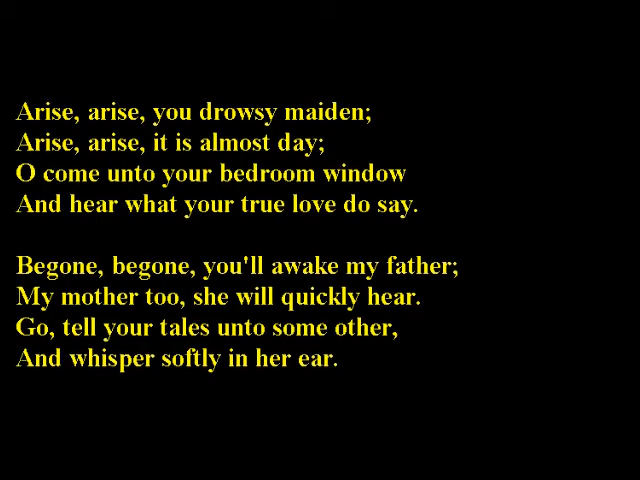 Arise, arise, you drowsy maiden;
Arise, arise, it is almost day;
O come unto your bedroom window
And hear what your true love do say.
Begone, begone, you'll awake my father;
My mother too, she will quickly hear.
Go, tell your tales unto some other,
And whisper softly in her ear.